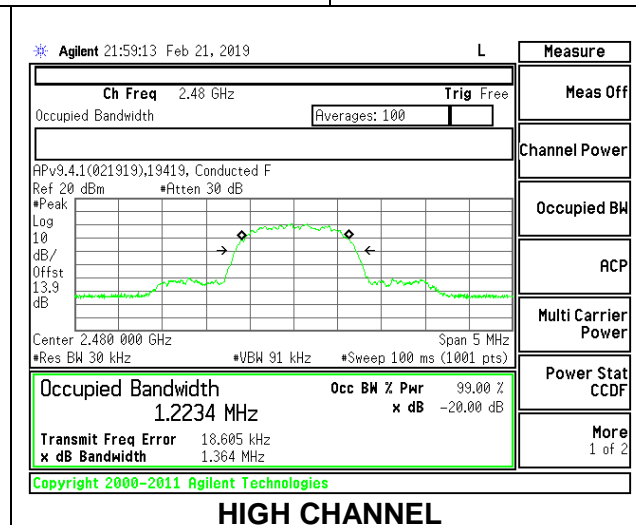 Agilent 21:59:13 Feb 21, 2019 L
Measure
Ch Freq 2.48 GHz Trig Free
Meas Off
Occupied Bandwidth Averages: 100
Channel Power
APv9.4.1(021919),19419, Conducted F
Ref 20 dBm #Atten 30 dB
#Peak
Log
10
dB/
Offst
13.9
dB
Occupied BW
ACP
Multi Carrier
Power
Center 2.480 000 GHz Span 5 MHz
#Res BW 30 kHz #VBW 91 kHz #Sweep 100 ms (1001 pts)
Power Stat
CCDF
Occupied Bandwidth Occ BW % Pwr 99.00 %
1.2234 MHz x dB -20.00 dB
Transmit Freq Error 18.605 kHz
x dB Bandwidth 1.364 MHz
More
1 of 2
Copyright 2000-2011 Agilent Technologies
HIGH CHANNEL